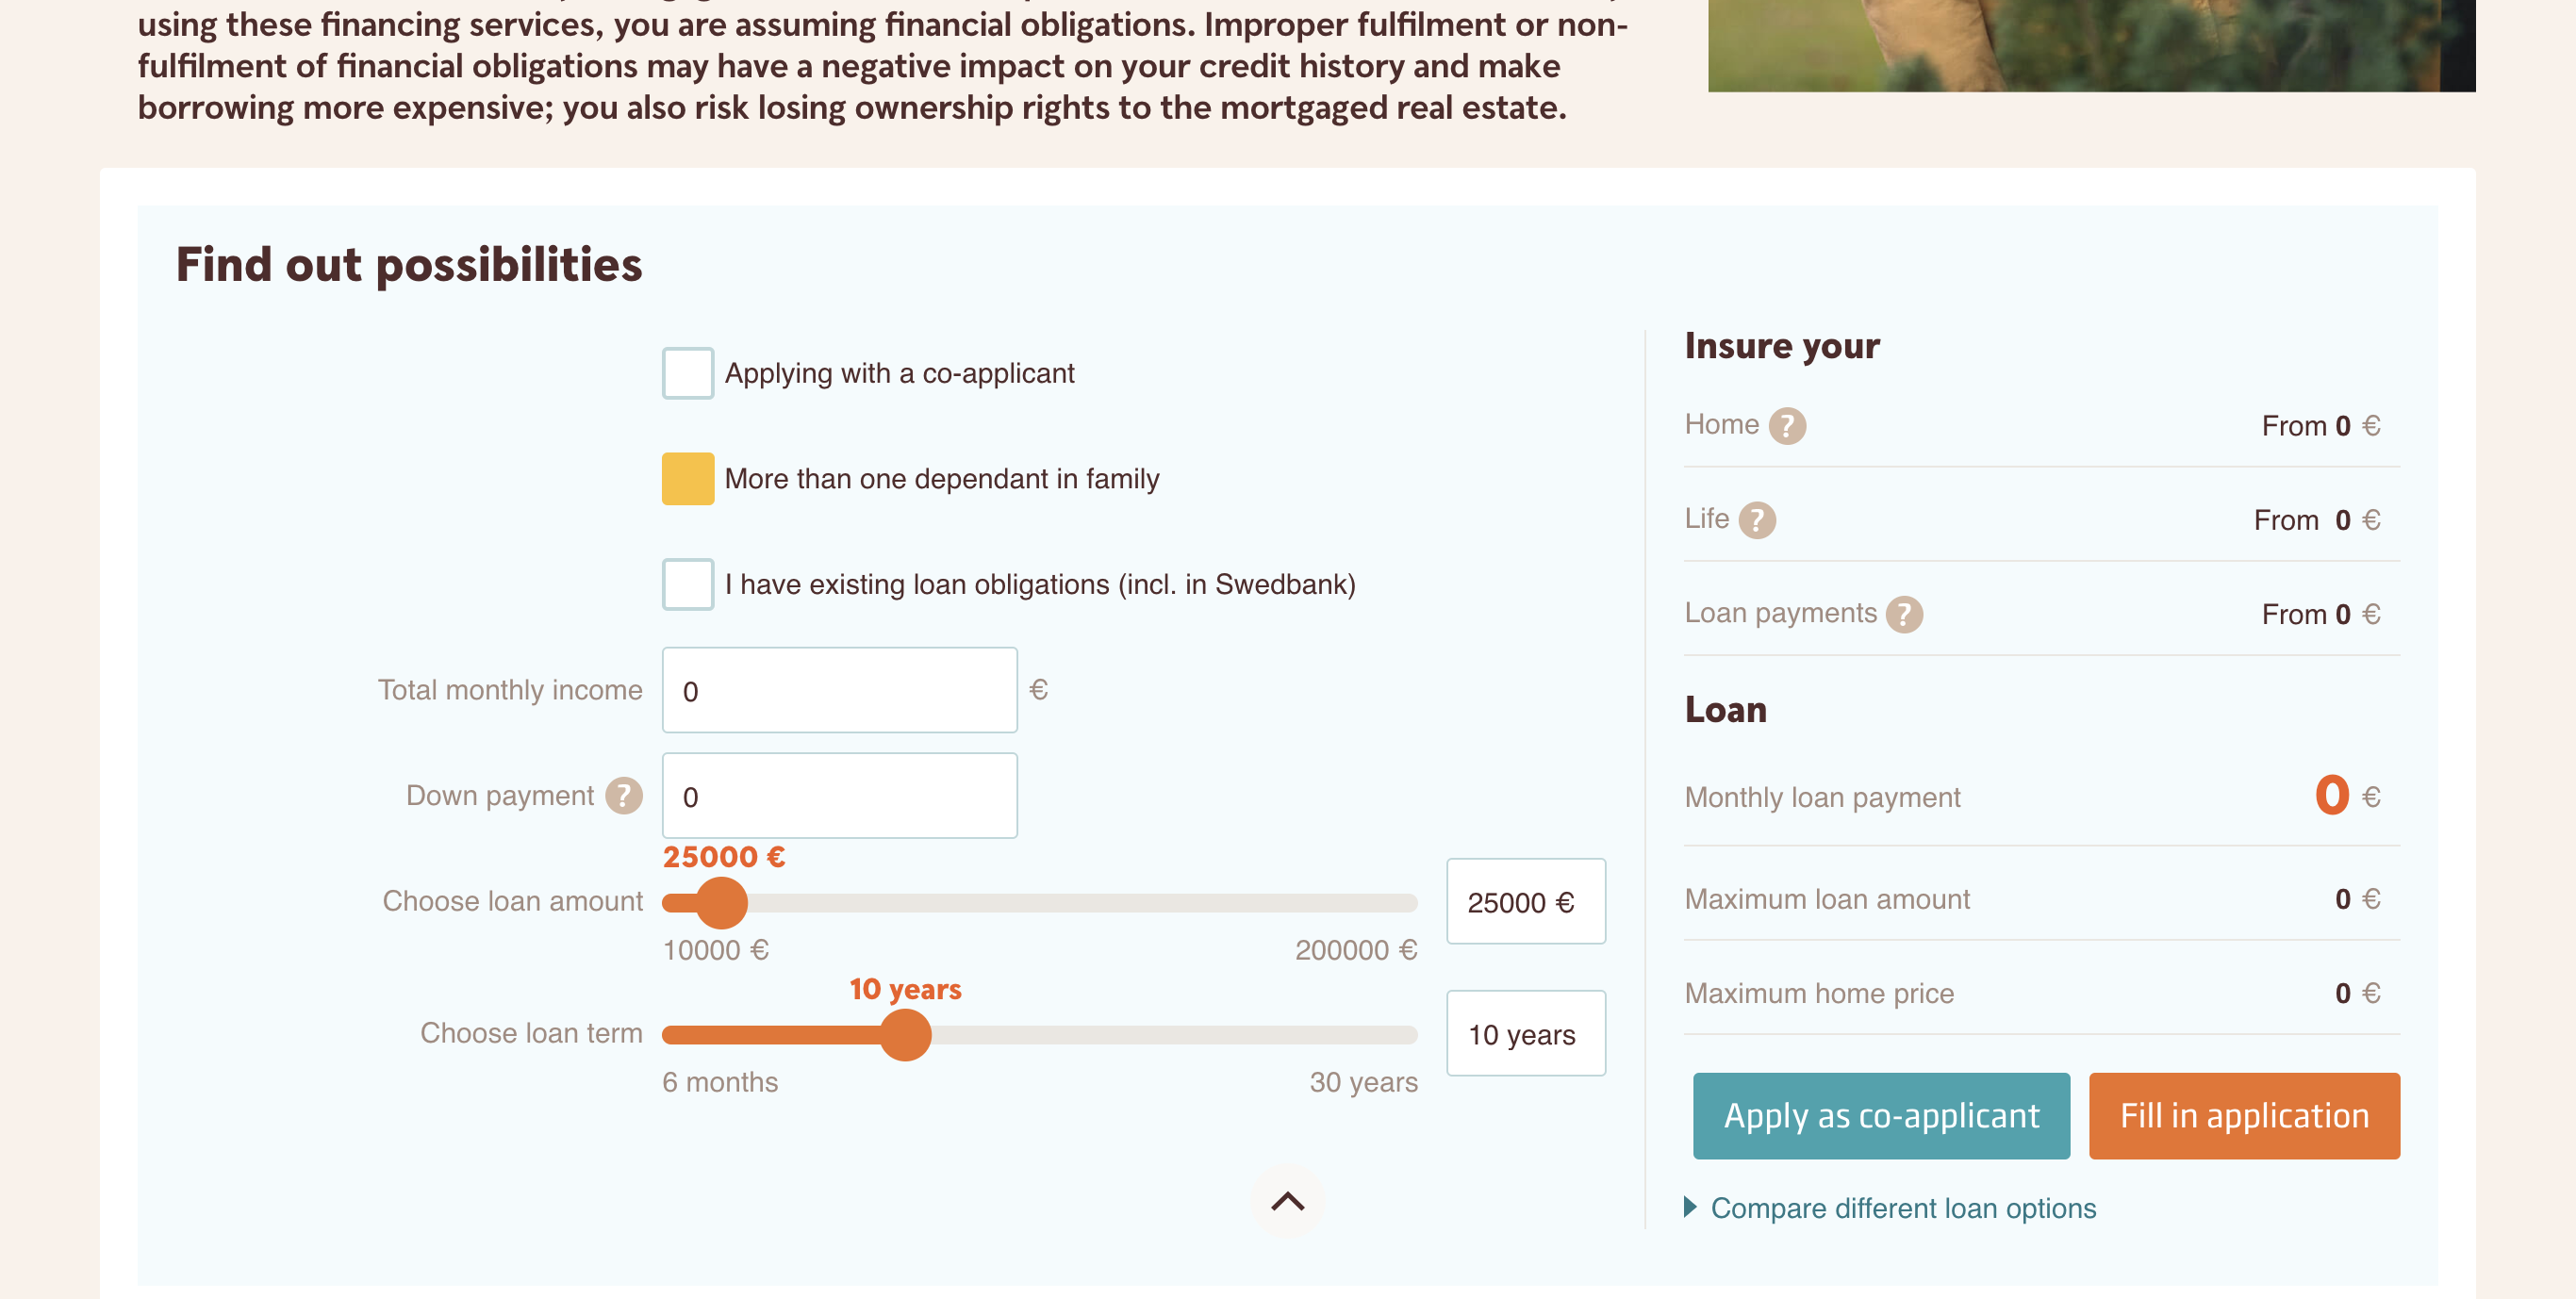 using these financing services, you are assuming financial obligations. Improper fulfilment or non-
fulfilment of financial obligations may have a negative impact on your credit history and make
borrowing more expensive; you also risk losing ownership rights to the mortgaged real estate.
Find out possibilities
Applying with a co-applicant
More than one dependant in family
I have existing loan obligations (incl. in Swedbank)
Total monthly income 0 €
Down payment ? 0
25000 €
Choose loan amount 25000 €
10000 € 200000 €
10 years
Choose loan term 10 years
6 months 30 years
Insure your
Home ? From 0 €
Life ? From 0 €
Loan payments ? From 0 €
Loan
Monthly loan payment 0 €
Maximum loan amount 0 €
Maximum home price 0 €
Apply as co-applicant Fill in application
Compare different loan options